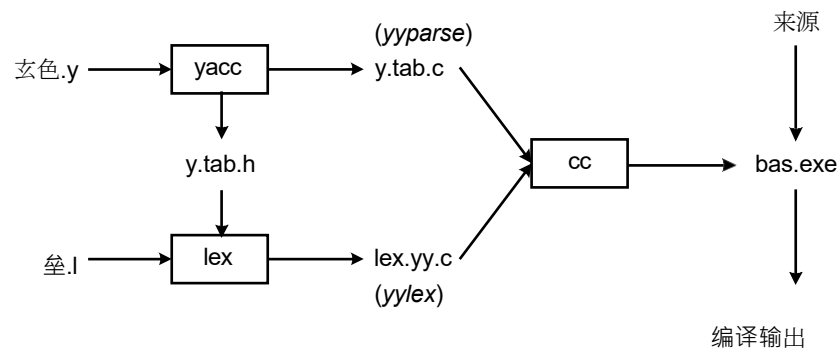 来源
(yyparse)
玄色.y
yacc
y.tab.c
y.tab.h
cc
bas.exe
垒.l
lex
lex.yy.c
(yylex)
编译输出